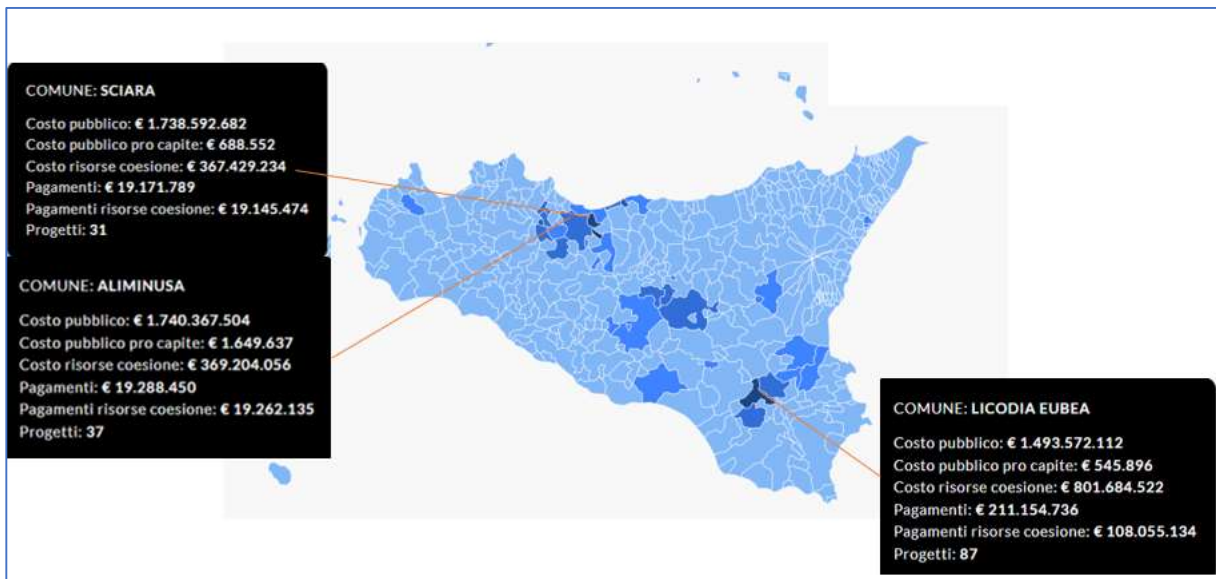 COMUNE: SCIARA
Costo pubblico: € 1.738.592.682
Costo pubblico pro capite: € 688.552
Costo risorse coesione: € 367.429.234
Pagamenti: € 19.171.789
Pagamenti risorse coesione: € 19.145.474
Progetti: 31
COMUNE: ALIMINUSA
Costo pubblico: € 1.740.367.504
Costo pubblico pro capite: € 1.649.637
Costo risorse coesione: € 369.204.056
Pagamenti: € 19.288.450
Pagamenti risorse coesione: € 19.262.135
Progetti: 37
COMUNE: LICODIA EUBEA
Costo pubblico: € 1.493.572.112
Costo pubblico pro capite: € 545.896
Costo risorse coesione: € 801.684.522
Pagamenti: € 211.154.736
Pagamenti risorse coesione: € 108.055.134
Progetti: 87